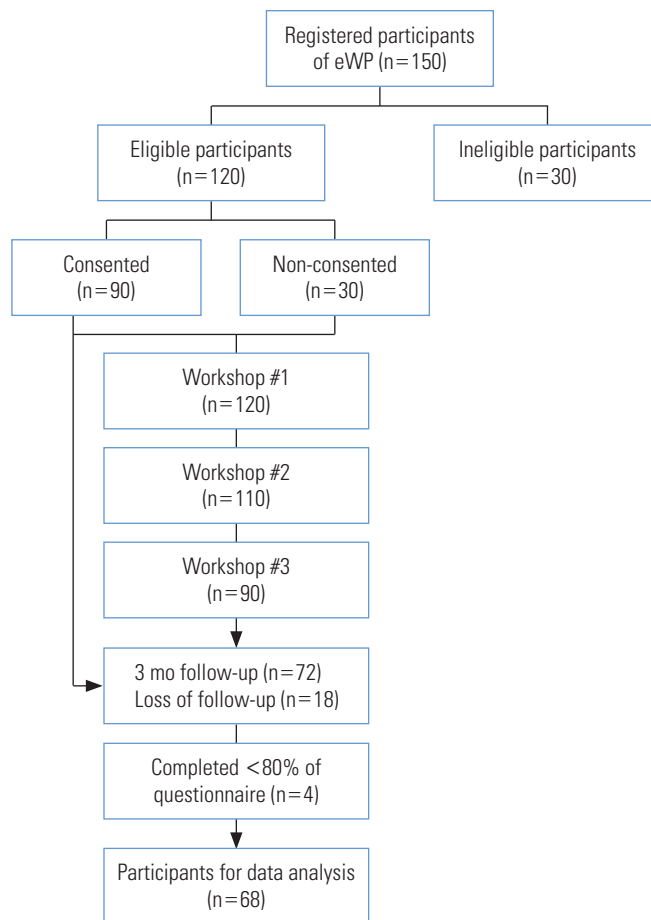 Registered participants
of eWP (n=150)
Eligible participants
(n=120)
Ineligible participants
(n=30)
Consented
(n=90)
Non-consented
(n=30)
Workshop #1
(n=120)
Workshop #2
(n=110)
Workshop #3
(n=90)
3 mo follow-up (n=72)
Loss of follow-up (n=18)
Completed <80% of
questionnaire (n=4)
Participants for data analysis
(n=68)